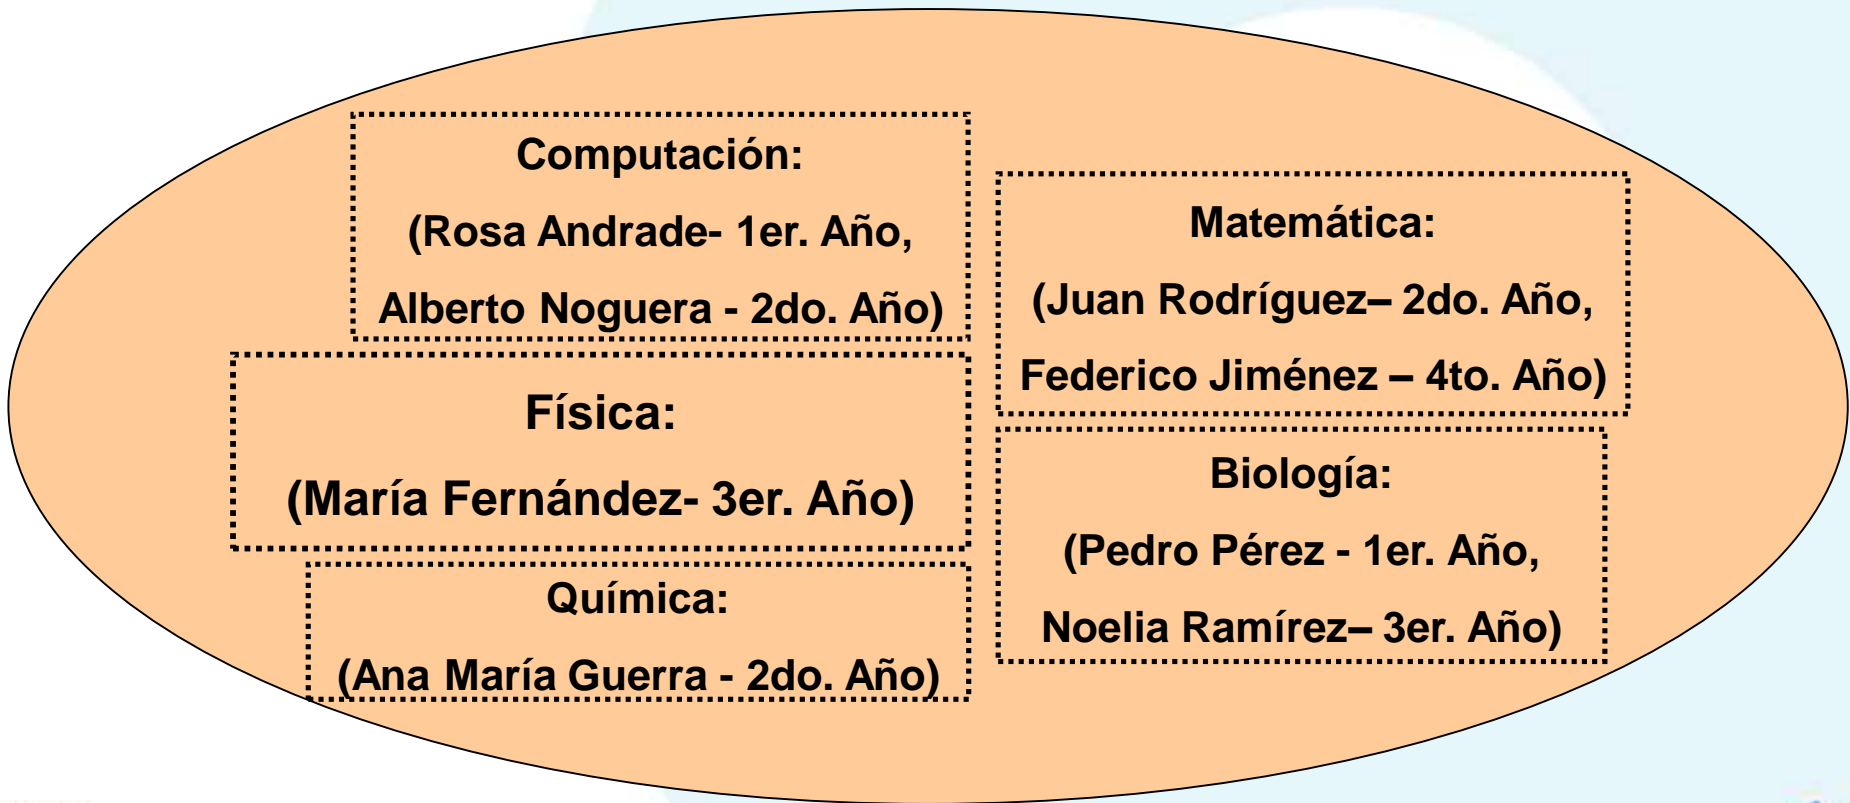 Computación:
(Rosa Andrade- 1er. Año,
Alberto Noguera - 2do. Año)
Física:
(María Fernández- 3er. Año)
Química:
(Ana María Guerra - 2do. Año)
Matemática:
(Juan Rodríguez– 2do. Año,
Federico Jiménez – 4to. Año)
Biología:
(Pedro Pérez - 1er. Año,
Noelia Ramírez– 3er. Año)